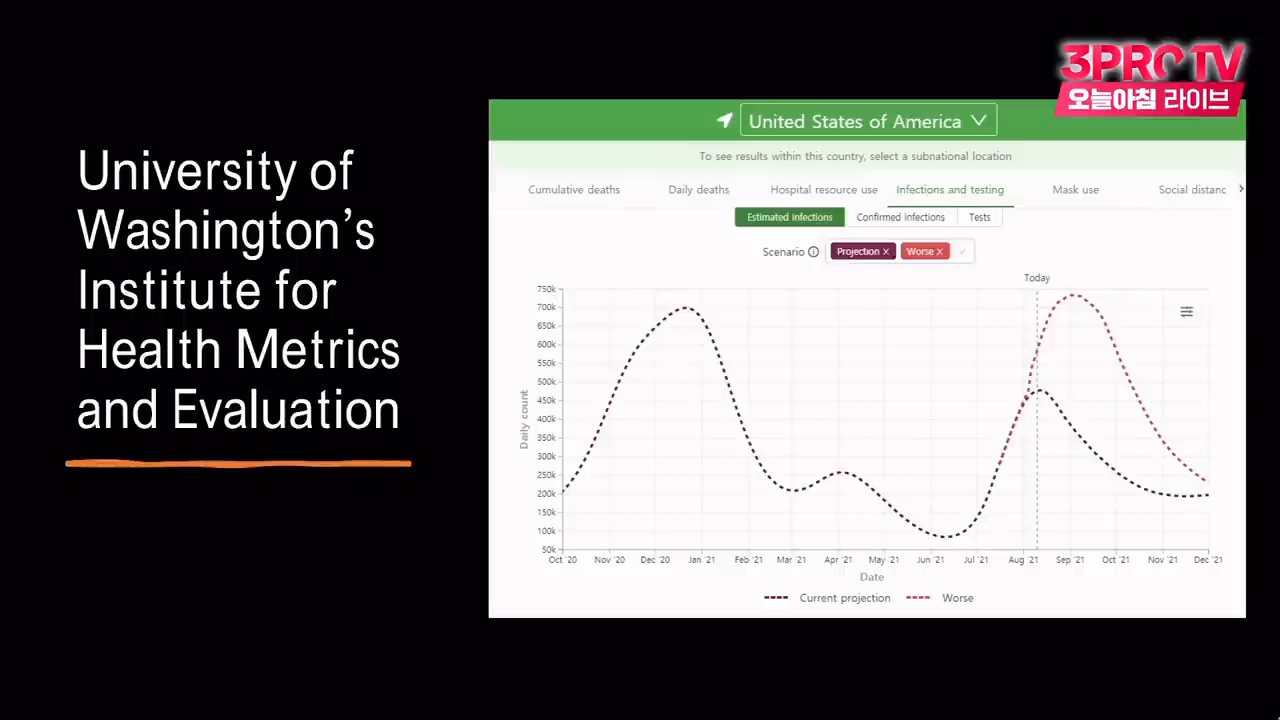 3PROTV
오늘아침 라이브
University of
Washington's
Institute for
Health Metrics
and Evaluation
United States of America
To see results within this country, select a subnational location
Cumulative deaths Daily deaths Hospital resource use Infections and testing Mask use Social distanc
Estimated infections Confirmed infections Tests
Scenario Projection X Worse X
Today
750k
700k
650k
600k
550k
500k
450k
400k
350k
300k
250k
200k
150k
100k
50k
Daily count
Oct '20 Nov '20 Dec '20 Jan '21 Feb '21 Mar '21 Apr '21 May '21 Jun '21 Jul '21 Aug '21 Sep '21 Oct '21 Nov '21 Dec '21
Date
Current projection Worse